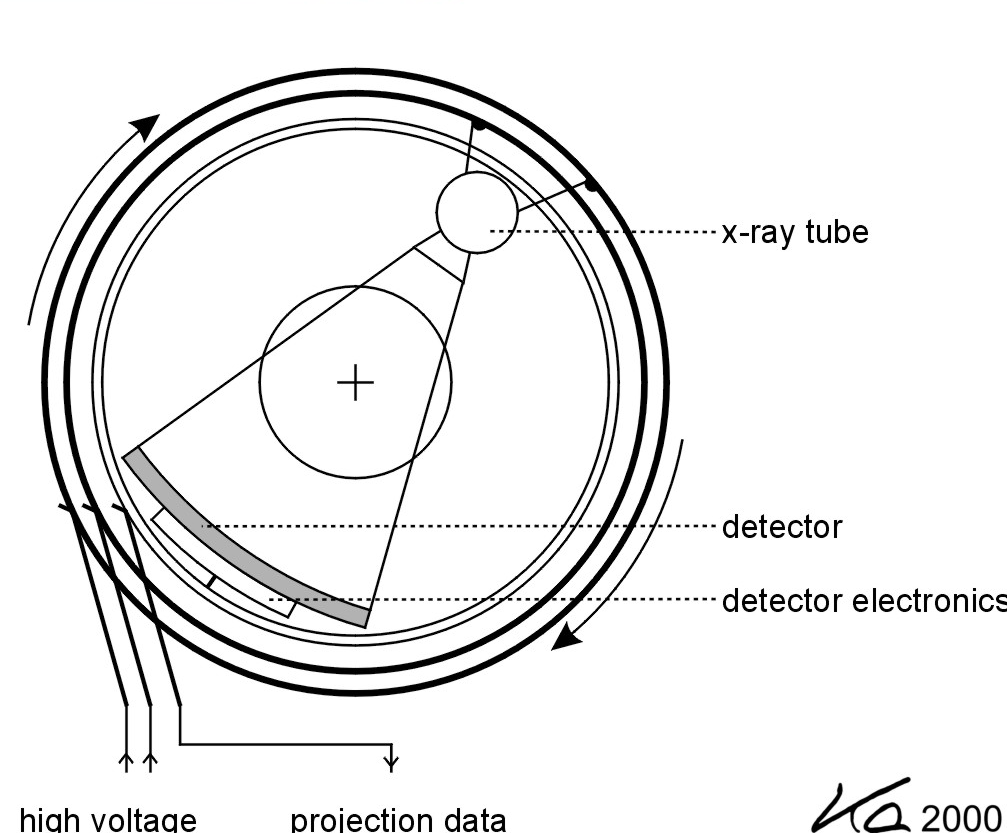 x-ray tube
detector
detector electronics
high voltage
projection data
2000